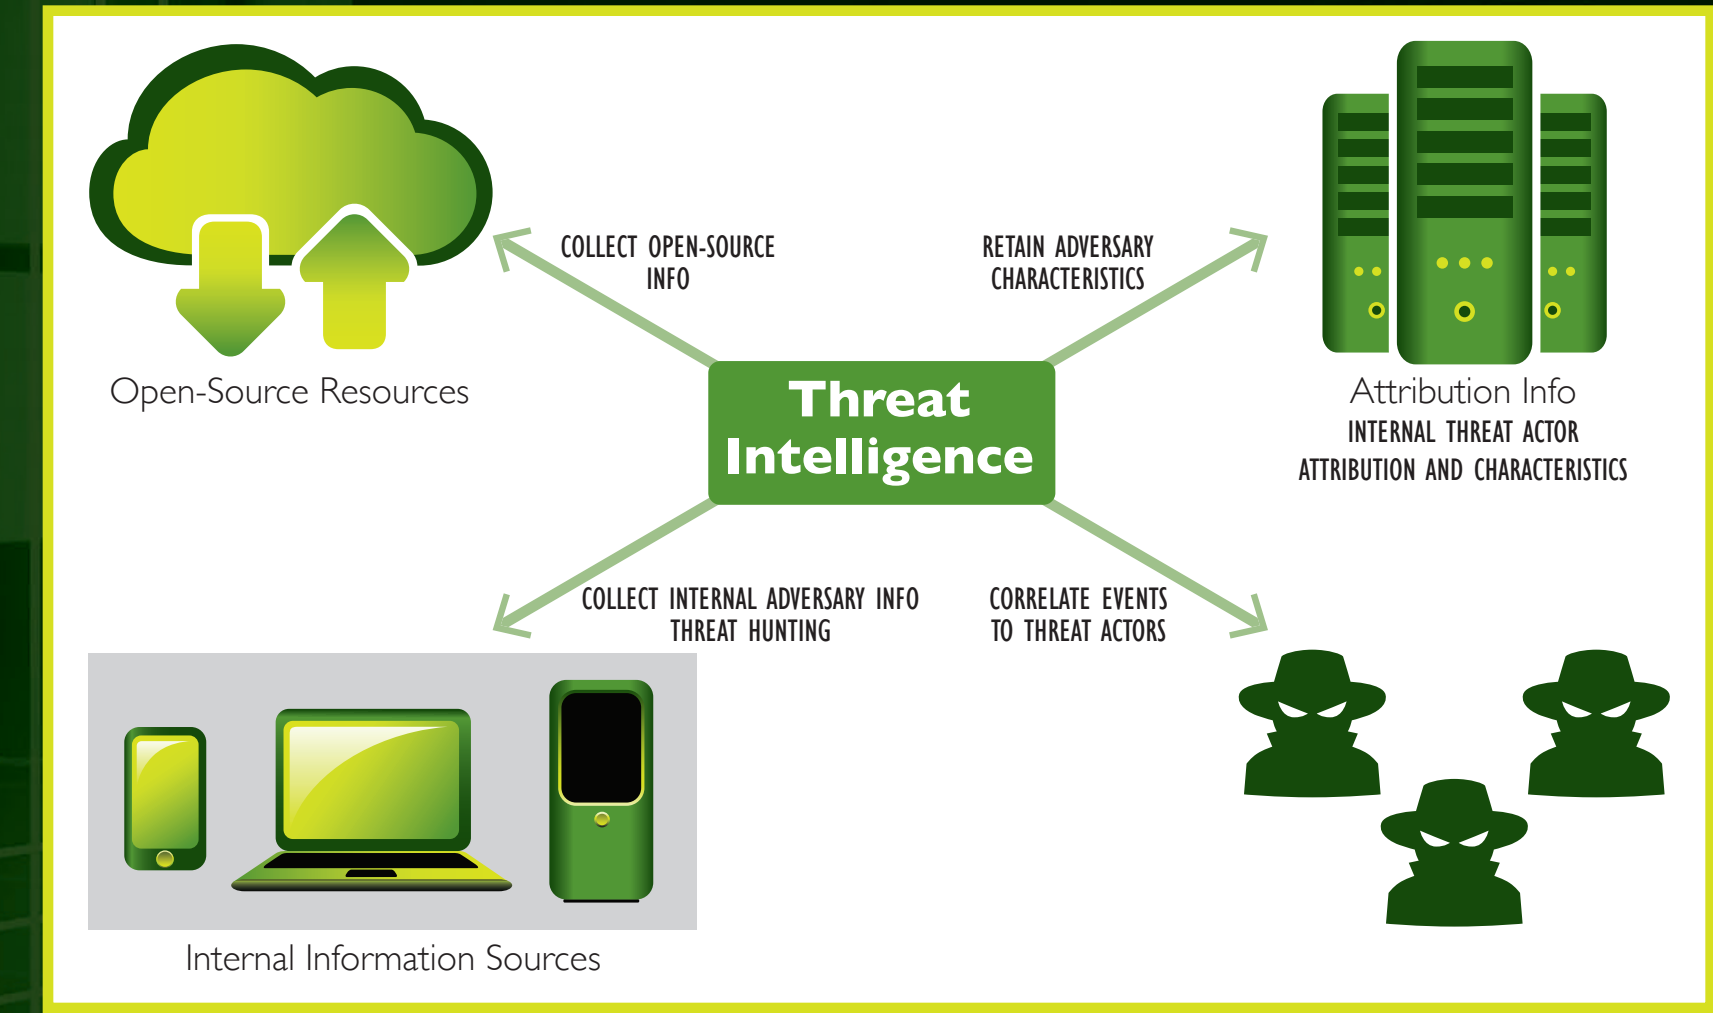 COLLECT OPEN-SOURCE
INFO
RETAIN ADVERSARY
CHARACTERISTICS
Open-Source Resources
Threat
Intelligence
Attribution Info
INTERNAL THREAT ACTOR
ATTRIBUTION AND CHARACTERISTICS
COLLECT INTERNAL ADVERSARY INFO
THREAT HUNTING
CORRELATE EVENTS
TO THREAT ACTORS
Internal Information Sources